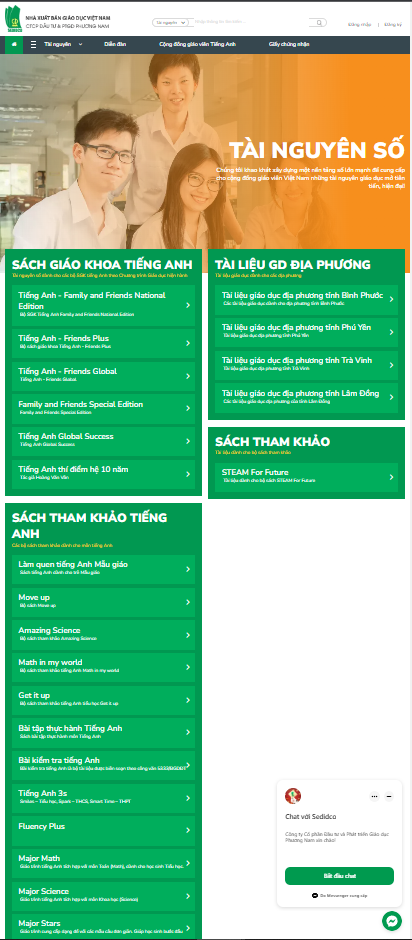 NHÀ XUẤT BẢN GIÁO DỤC VIỆT NAM
CTCP ĐẦU TƯ & PTGD PHƯƠNG NAM
SEDIDCO
Tài nguyên
Đăng nhập | Đăng ký
Tài nguyên
Diễn đàn
Cộng đồng giáo viên Tiếng Anh
Giấy chứng nhận
TÀI NGUYÊN SỐ
Chúng tôi khao khát xây dựng một nền tảng số lớn mạnh để cung cấp
cho cộng đồng giáo viên Việt Nam những tài nguyên giáo dục mở tiên
tiến, hiện đại!
SÁCH GIÁO KHOA TIẾNG ANH
Tài nguyên số dành cho các bộ SGK tiếng Anh theo Chương trình Giáo dục hiện hành
Tiếng Anh - Family and Friends National
Edition
Bộ SGK Tiếng Anh Family and Friends National Edition
Tiếng Anh - Friends Plus
Bộ sách giáo khoa Tiếng Anh - Friends Plus
Tiếng Anh - Friends Global
Tiếng Anh - Friends Global
Family and Friends Special Edition
Family and Friends Special Edition
Tiếng Anh Global Success
Tiếng Anh Global Success
Tiếng Anh thí điểm hệ 10 năm
Tác giả Hoàng Văn Vân
TÀI LIỆU GD ĐỊA PHƯƠNG
Tài liệu giáo dục dành cho các địa phương
Tài liệu giáo dục địa phương tỉnh Bình Phước
Các tài liệu giáo dục dành cho địa phương tỉnh Bình Phước
Tài liệu giáo dục địa phương tỉnh Phú Yên
Tài liệu giáo dục địa phương tỉnh Phú Yên
Tài liệu giáo dục địa phương tỉnh Trà Vinh
Tài liệu giáo dục địa phương tỉnh Trà Vinh
Tài liệu giáo dục địa phương tỉnh Lâm Đồng
Các tài liệu giáo dục địa phương của tỉnh Lâm Đồng
SÁCH THAM KHẢO
Tài liệu dành cho bộ sách tham khảo
STEAM For Future
Tài liệu dành cho bộ sách STEAM For Future
SÁCH THAM KHẢO TIẾNG
ANH
Các bộ sách tham khảo dành cho môn tiếng Anh
Làm quen tiếng Anh Mẫu giáo
Sách tiếng Anh dành cho trẻ Mẫu giáo
Move up
Bộ sách Move up
Amazing Science
Bộ sách tham khảo Amazing Science
Math in my world
Bộ sách tham khảo tiếng Anh Math in my world
Get it up
Bộ sách tham khảo tiếng Anh tiểu học Get it up
Bài tập thực hành Tiếng Anh
Sách bài tập thực hành môn Tiếng Anh
Bài kiểm tra tiếng Anh
Bài kiểm tra tiếng Anh là bộ tài liệu được biên soạn theo công văn 5333/BGDĐT
Tiếng Anh 3s
Smiles – Tiểu học, Spark – THCS, Smart Time – THPT
Fluency Plus
Major Math
Giáo trình tiếng Anh tích hợp với môn Toán (Math), dành cho học sinh Tiểu học.
Major Science
Giáo trình tiếng Anh tích hợp với môn Khoa học (Science)
Major Stars
Giáo trình cung cấp dạng đề với các mẫu câu đơn giản. Giúp học sinh bước đầu
Chat với Sedidco
Công ty Cổ phần Đầu tư và Phát triển Giáo dục
Phương Nam xin chào!
Bắt đầu chat
Do Messenger cung cấp